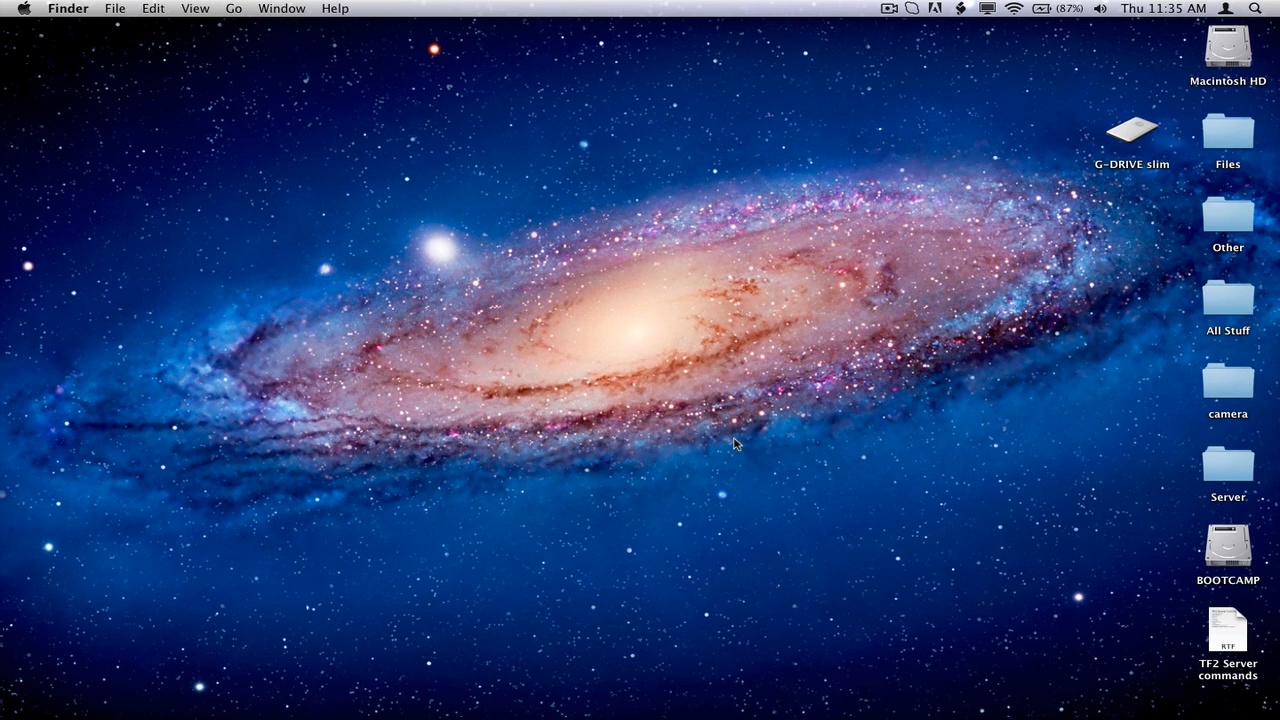 Finder File Edit View Go Window Help (87%) Thu 11:35 AM
Macintosh HD
G-DRIVE slim
Files
Other
All Stuff
camera
Server
BOOTCAMP
RTF
TF2 Server
commands